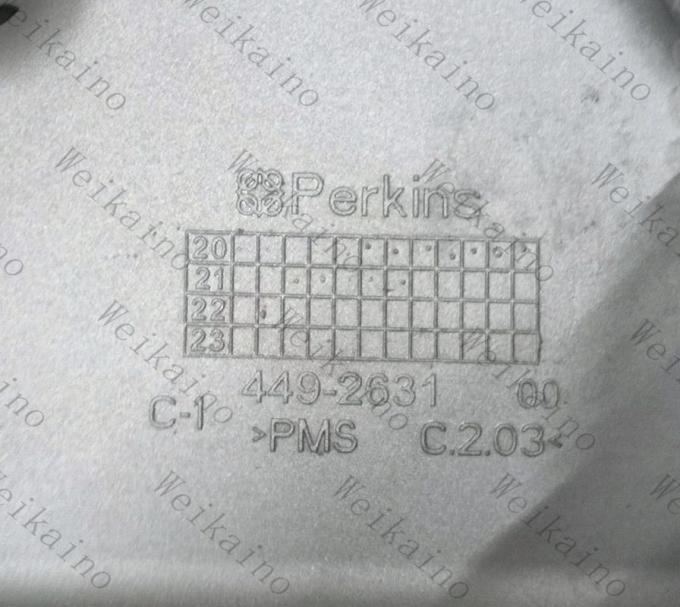 Perkins
20
21
22
23
449-2631 00
C-1
>PMS C.2.03<
Weikaino